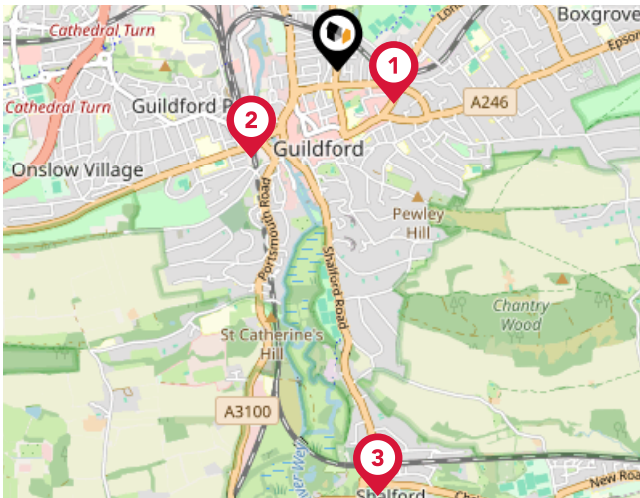 Cathedral Turn
Lon
Boxgrove
1
Epsom
Cathedral Turn
Guildford P
A246
2
Guildford
Onslow Village
Portsmouth Road
Pewley
Hill
Shalford Road
Chantry
Wood
St Catherine's
Hill
A3100
3
Shalford
New Road